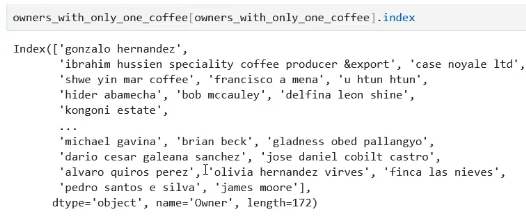 owners_with_only_one_coffee[owners_with_only_one_coffee].index
Index(['gonzalo hernandez',
'ibrahim hussien speciality coffee producer &export', 'case noyale ltd',
'shwe yin mar coffee', 'francisco a mena', 'u htun htun',
'hider abamecha', 'bob mccauley', 'delfina leon shine',
'kongoni estate',
...
'michael gavina', 'brian beck', 'gladness obed pallangyo',
'dario cesar galeana sanchez', 'jose daniel cobilt castro',
'alvaro quiros perez', 'olivia hernandez virves', 'finca las nieves',
'pedro santos e silva', 'james moore'],
dtype='object', name='Owner', length=172)